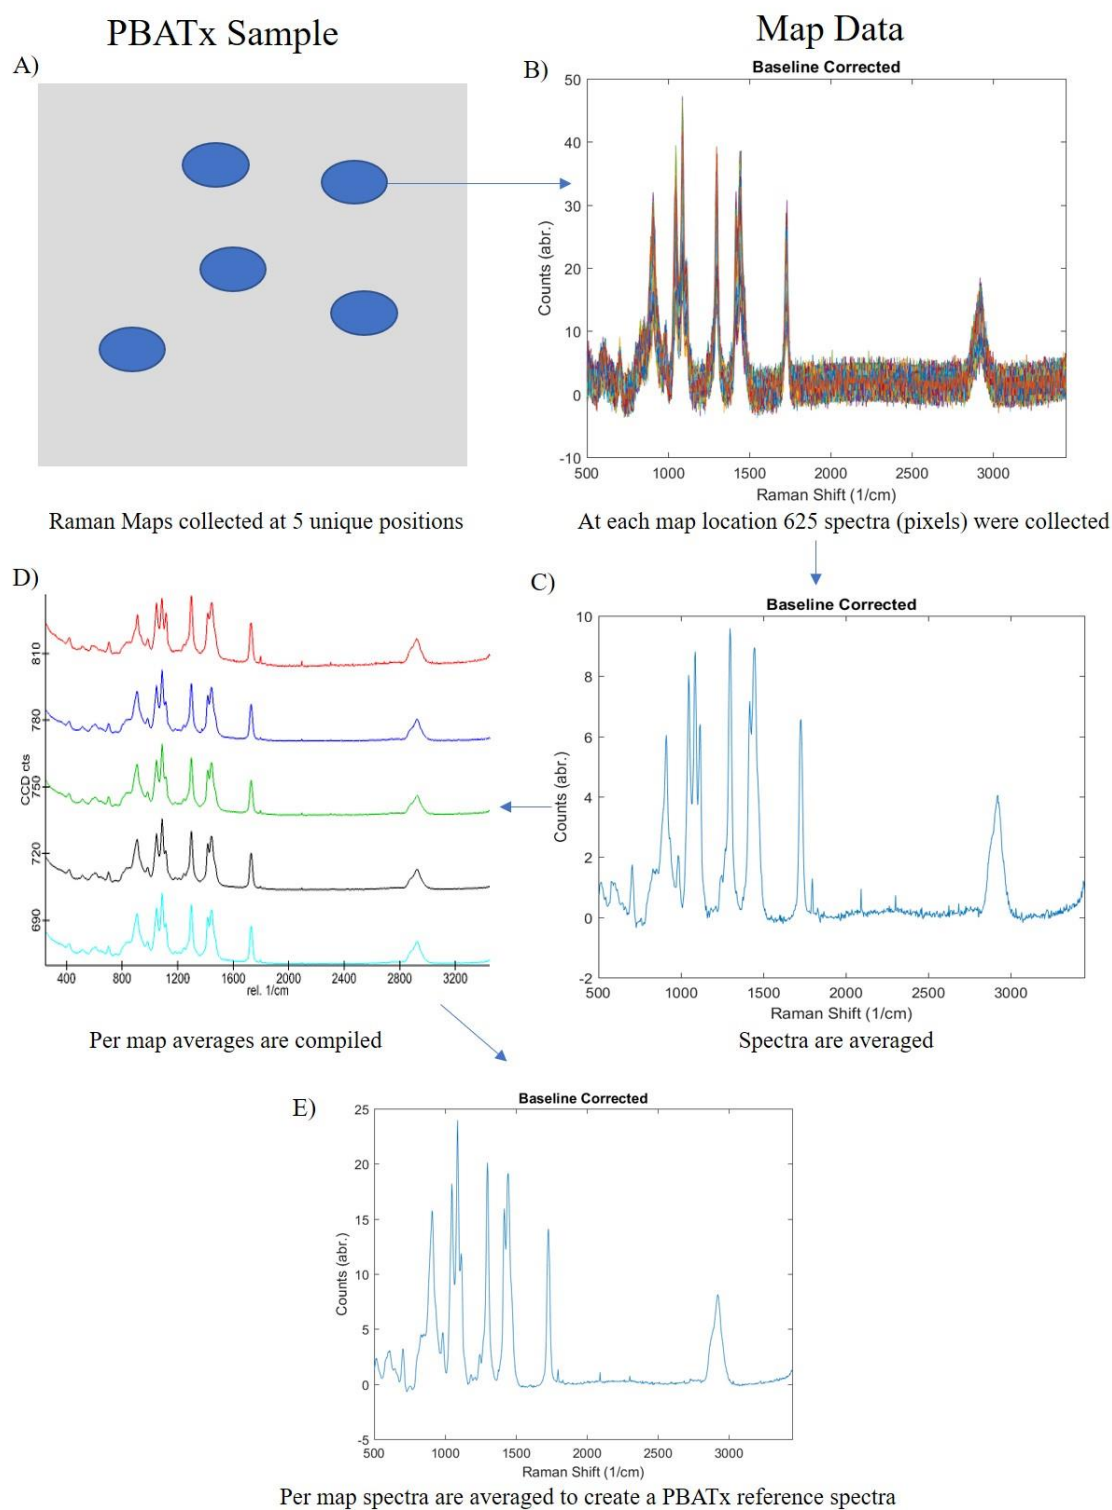 PBATx Sample
Map Data
A)
B)
Baseline Corrected
50
40
30
20
10
0
-10
Counts (abr.)
500 1000 1500 2000 2500 3000
Raman Shift (1/cm)
Raman Maps collected at 5 unique positions
At each map location 625 spectra (pixels) were collected
D)
810
780
750
720
690
CCD cts
400 800 1200 1600 2000 2400 2800 3200
rel. 1/cm
Per map averages are compiled
C)
Baseline Corrected
10
8
6
4
2
0
-2
Counts (abr.)
500 1000 1500 2000 2500 3000
Raman Shift (1/cm)
Spectra are averaged
E)
Baseline Corrected
25
20
15
10
5
0
-5
Counts (abr.)
500 1000 1500 2000 2500 3000
Raman Shift (1/cm)
Per map spectra are averaged to create a PBATx reference spectra